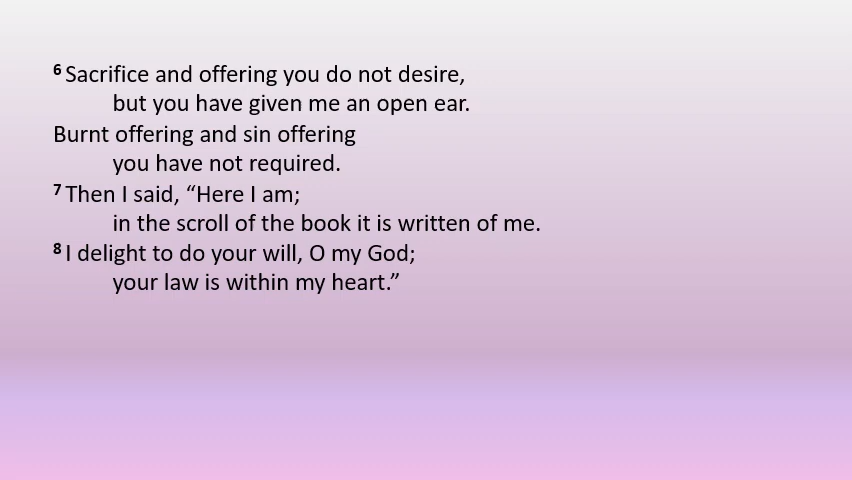 6 Sacrifice and offering you do not desire,
but you have given me an open ear.
Burnt offering and sin offering
you have not required.
7 Then I said, “Here I am;
in the scroll of the book it is written of me.
8 I delight to do your will, O my God;
your law is within my heart.”